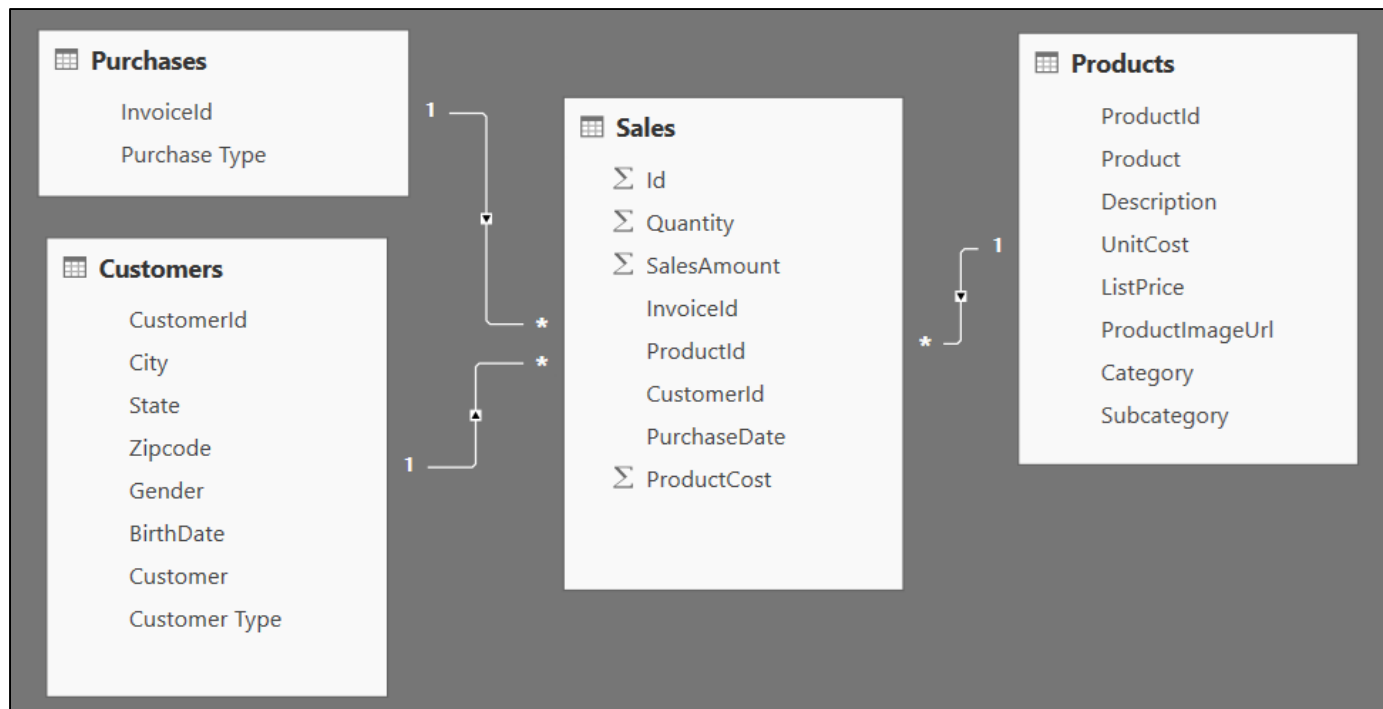 Purchases
InvoiceId
Purchase Type
Customers
CustomerId
City
State
Zipcode
Gender
BirthDate
Customer
Customer Type
1
*
*
1
Sales
Σ Id
Σ Quantity
Σ SalesAmount
InvoiceId
ProductId
CustomerId
PurchaseDate
Σ ProductCost
1
*
Products
ProductId
Product
Description
UnitCost
ListPrice
ProductImageUrl
Category
Subcategory